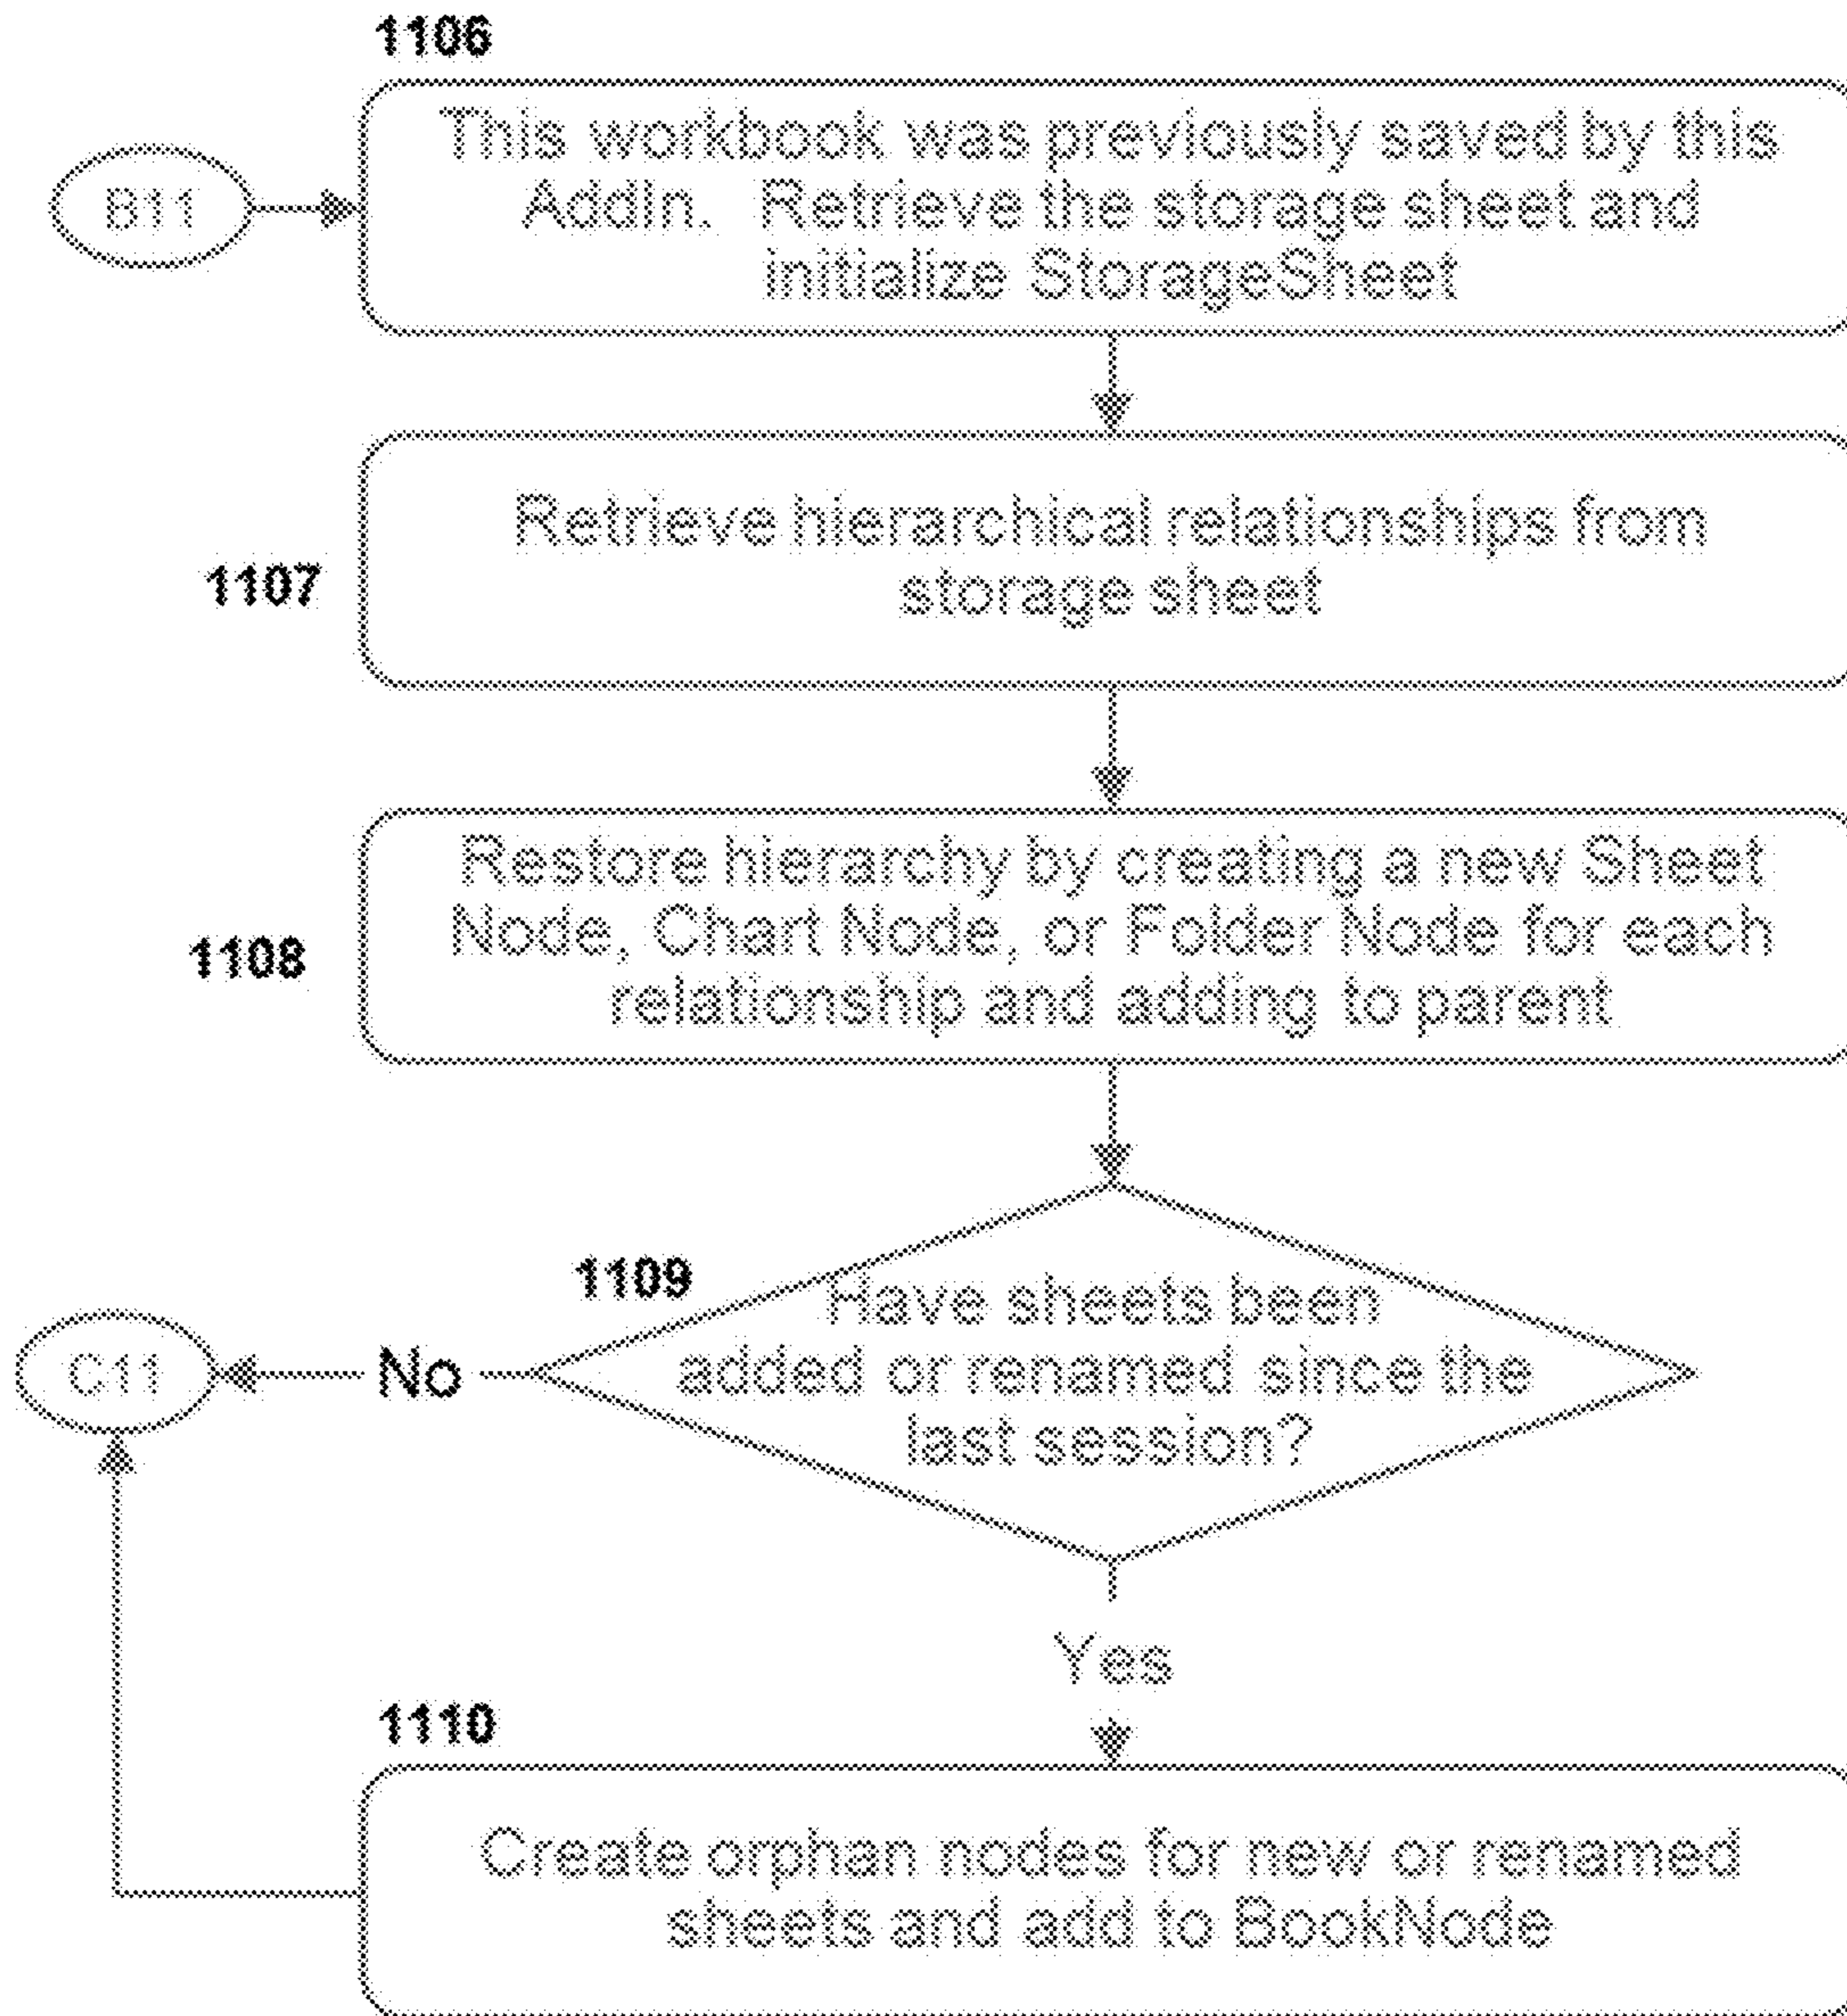 1106
B11
This workbook was previously saved by this
AddIn. Retrieve the storage sheet and
initialize StorageSheet
1107
Retrieve hierarchical relationships from
storage sheet
1108
Restore hierarchy by creating a new Sheet
Node, Chart Node, or Folder Node for each
relationship and adding to parent
1109
Have sheets been
added or renamed since the
last session?
No
C11
Yes
1110
Create orphan nodes for new or renamed
sheets and add to BookNode